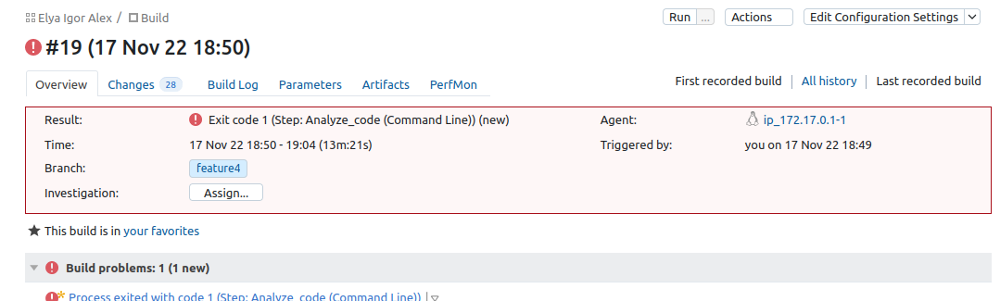 Elya Igor Alex / Build
Run ... Actions Edit Configuration Settings
#19 (17 Nov 22 18:50)
Overview Changes 28 Build Log Parameters Artifacts PerfMon First recorded build All history Last recorded build
Result: Exit code 1 (Step: Analyze_code (Command Line)) (new) Agent: ip_172.17.0.1-1
Time: 17 Nov 22 18:50 - 19:04 (13m:21s) Triggered by: you on 17 Nov 22 18:49
Branch: feature4
Investigation: Assign...
This build is in your favorites
Build problems: 1 (1 new)
Process exited with code 1 (Step: Analyze_code (Command Line))